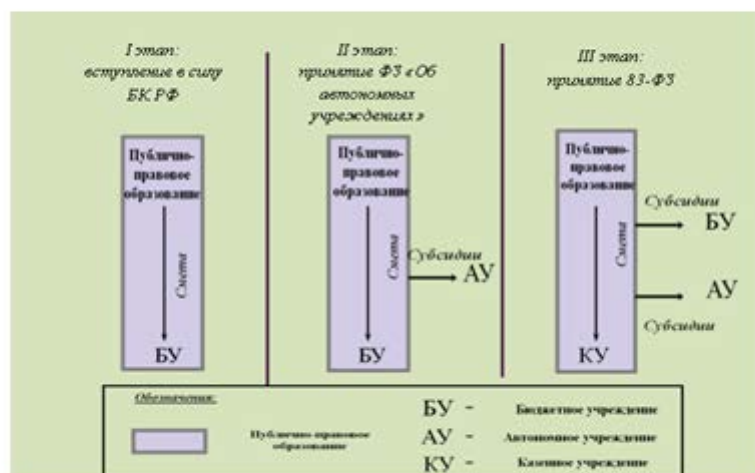 I этап:
вступление в силу
БК РФ
Публично-
правовое
образование
Смета
БУ
II этап:
принятие ФЗ «Об
автономных
учреждениях»
Публично-
правовое
образование
Смета
Субсидии
АУ
БУ
III этап:
принятие 83-ФЗ
Публично-
правовое
образование
Смета
Субсидии
БУ
АУ
Субсидии
КУ
Обозначения:
Публично-правовое
образование
БУ - Бюджетное учреждение
АУ - Автономное учреждение
КУ - Казенное учреждение